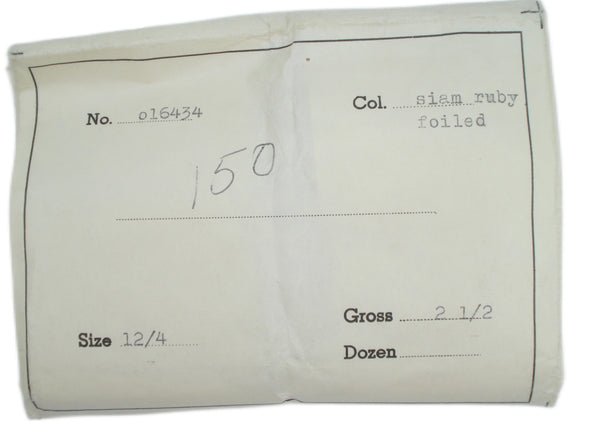 No. o16434
Col. siam ruby
foiled
150
Size 12/4
Gross 2 1/2
Dozen